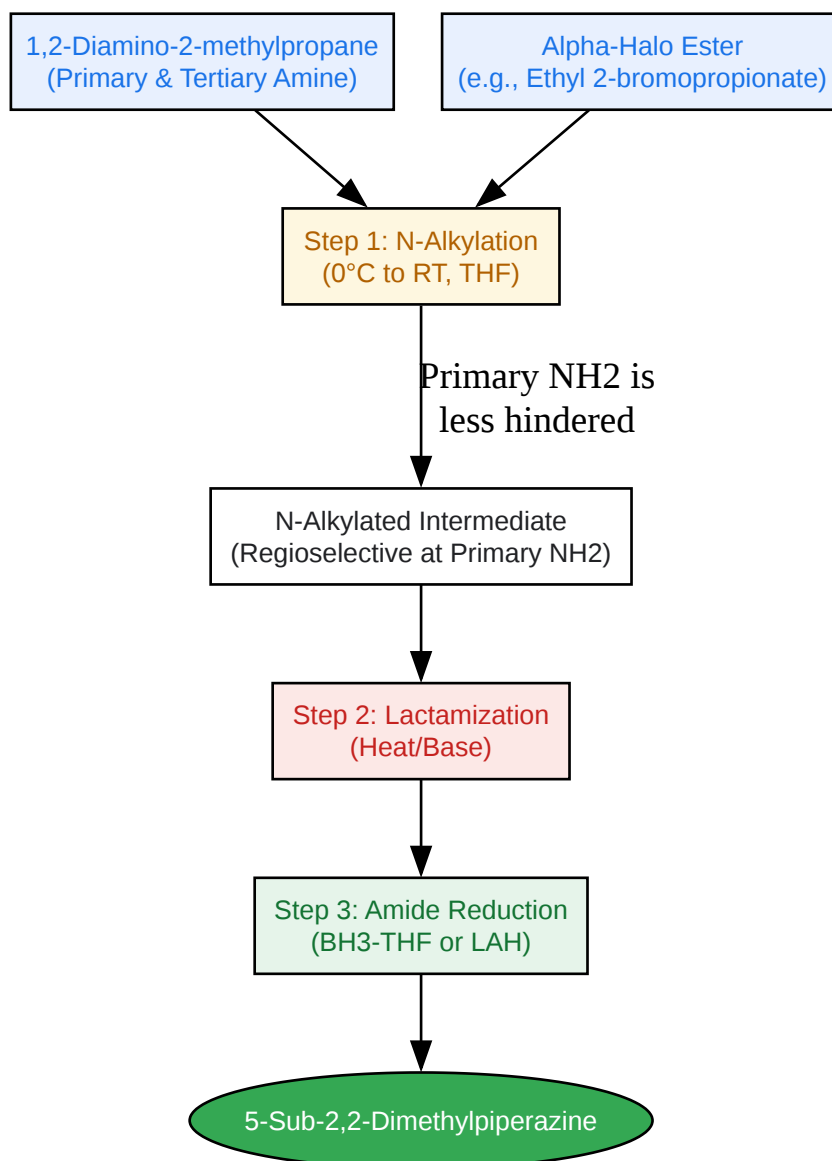 1,2-Diamino-2-methylpropane
(Primary & Tertiary Amine)
Alpha-Halo Ester
(e.g., Ethyl 2-bromopropionate)
Step 1: N-Alkylation
(0°C to RT, THF)
Primary NH2 is
less hindered
N-Alkylated Intermediate
(Regioselective at Primary NH2)
Step 2: Lactamization
(Heat/Base)
Step 3: Amide Reduction
(BH3-THF or LAH)
5-Sub-2,2-Dimethylpiperazine